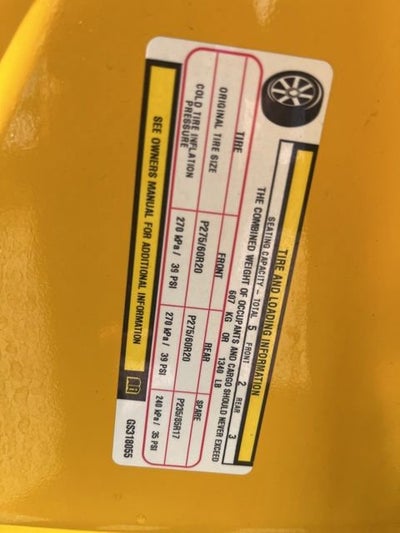 TIRE AND LOADING INFORMATION
SEATING CAPACITY - TOTAL 5 FRONT 2 REAR 3
THE COMBINED WEIGHT OF OCCUPANTS AND CARGO SHOULD NEVER EXCEED
607 KG OR 1340 LB
TIRE FRONT REAR SPARE
ORIGINAL TIRE SIZE P275/60R20 P275/60R20 P235/85R17
COLD TIRE INFLATION PRESSURE 270 kPa / 39 PSI 270 kPa / 39 PSI 240 kPa / 35 PSI
SEE OWNERS MANUAL FOR ADDITIONAL INFORMATION
GS318055